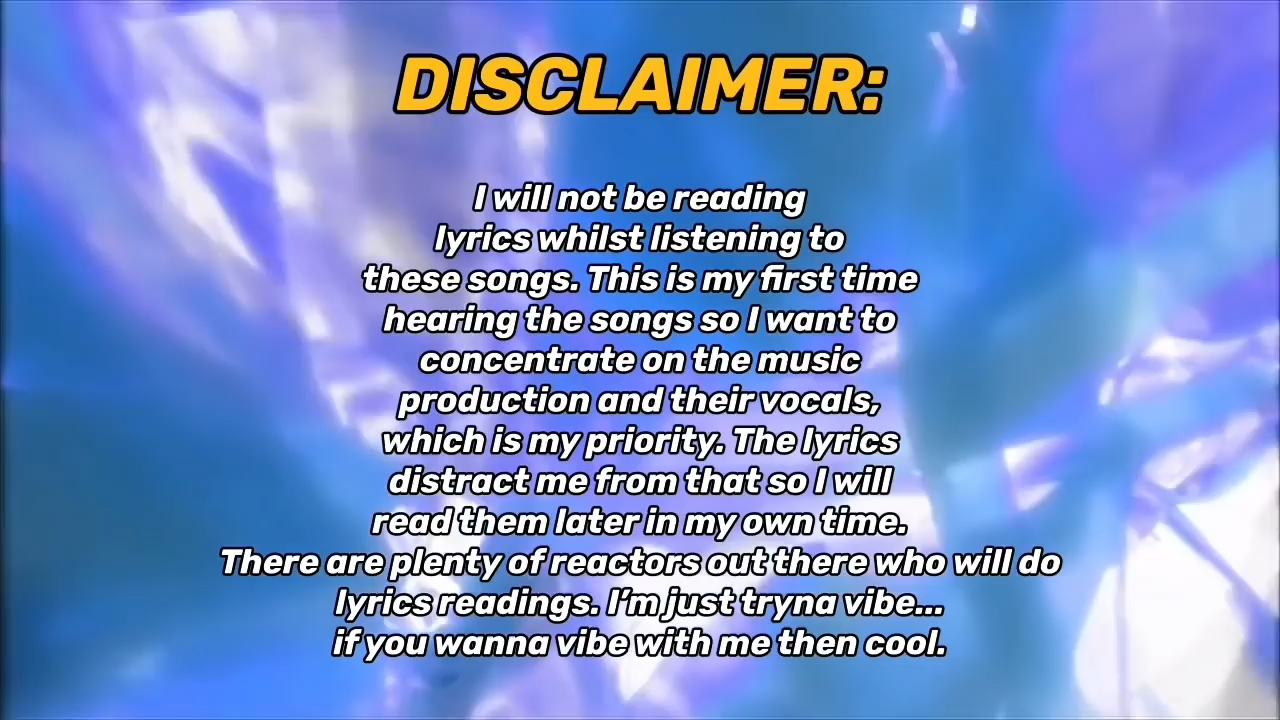 DISCLAIMER:
I will not be reading
lyrics whilst listening to
these songs. This is my first time
hearing the songs so I want to
concentrate on the music
production and their vocals,
which is my priority. The lyrics
distract me from that so I will
read them later in my own time.
There are plenty of reactors out there who will do
lyrics readings. I'm just tryna vibe...
if you wanna vibe with me then cool.